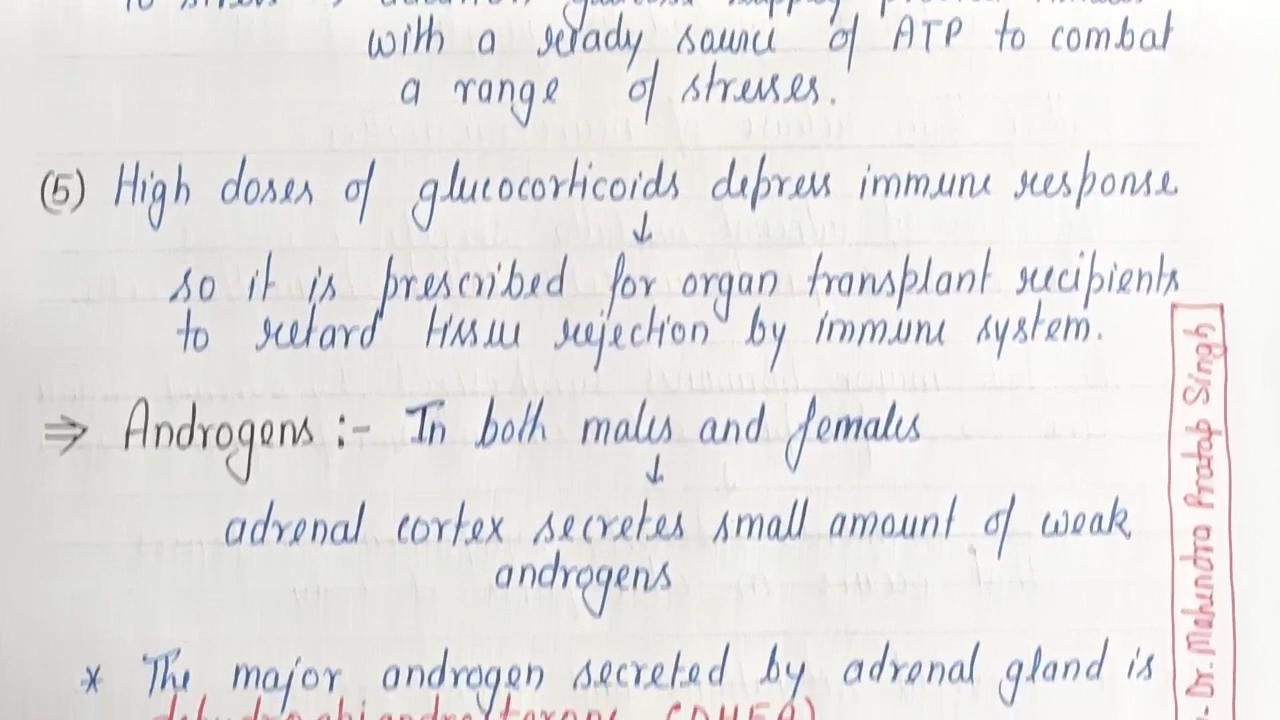 with a ready source of ATP to combat
a range of stresses.
(5) High doses of glucocorticoids depress immune response
↓
so it is prescribed for organ transplant recipients
to retard tissue rejection by immune system.
⇒ Androgens :- In both males and females
↓
adrenal cortex secretes small amount of weak
androgens
* The major androgen secreted by adrenal gland is
Dr. Mahendra Pratap Singh